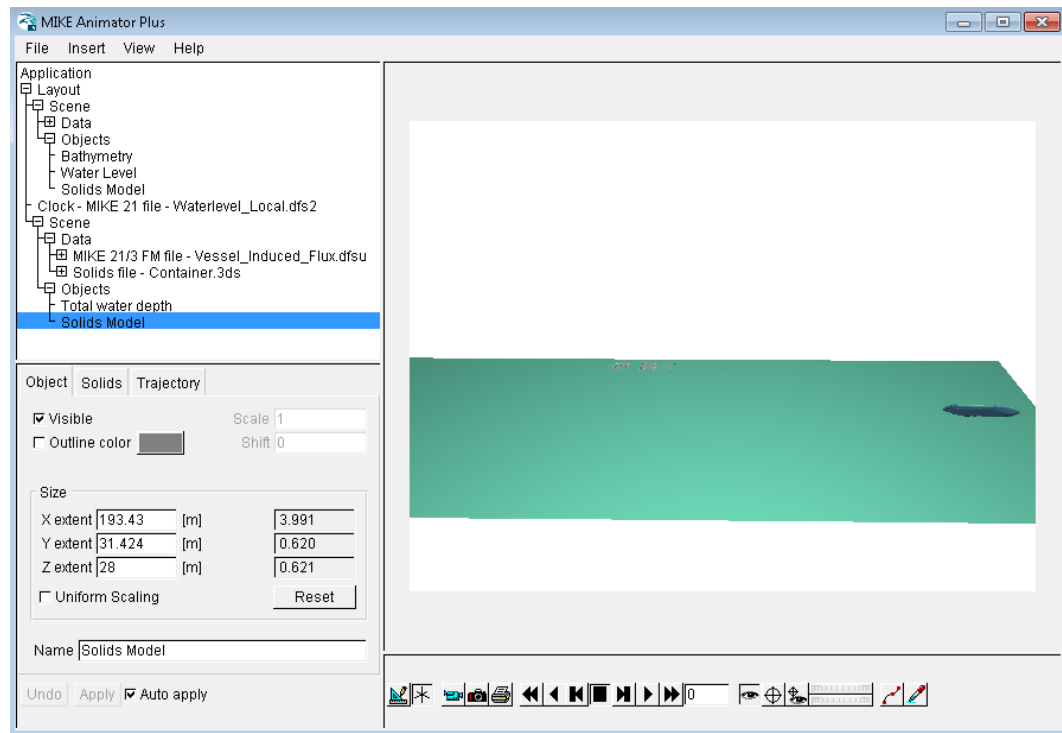 MIKE Animator Plus
File Insert View Help
Application
Layout
Scene
Data
Objects
Bathymetry
Water Level
Solids Model
Clock - MIKE 21 file - Waterlevel_Local.dfs2
Scene
Data
MIKE 21/3 FM file - Vessel_Induced_Flux.dfsu
Solids file - Container.3ds
Objects
Total water depth
Solids Model
Object Solids Trajectory
Visible Scale 1
Outline color Shift 0
Size
X extent 193.43 [m] 3.991
Y extent 31.424 [m] 0.620
Z extent 28 [m] 0.621
Uniform Scaling Reset
Name Solids Model
Undo Apply Auto apply
0